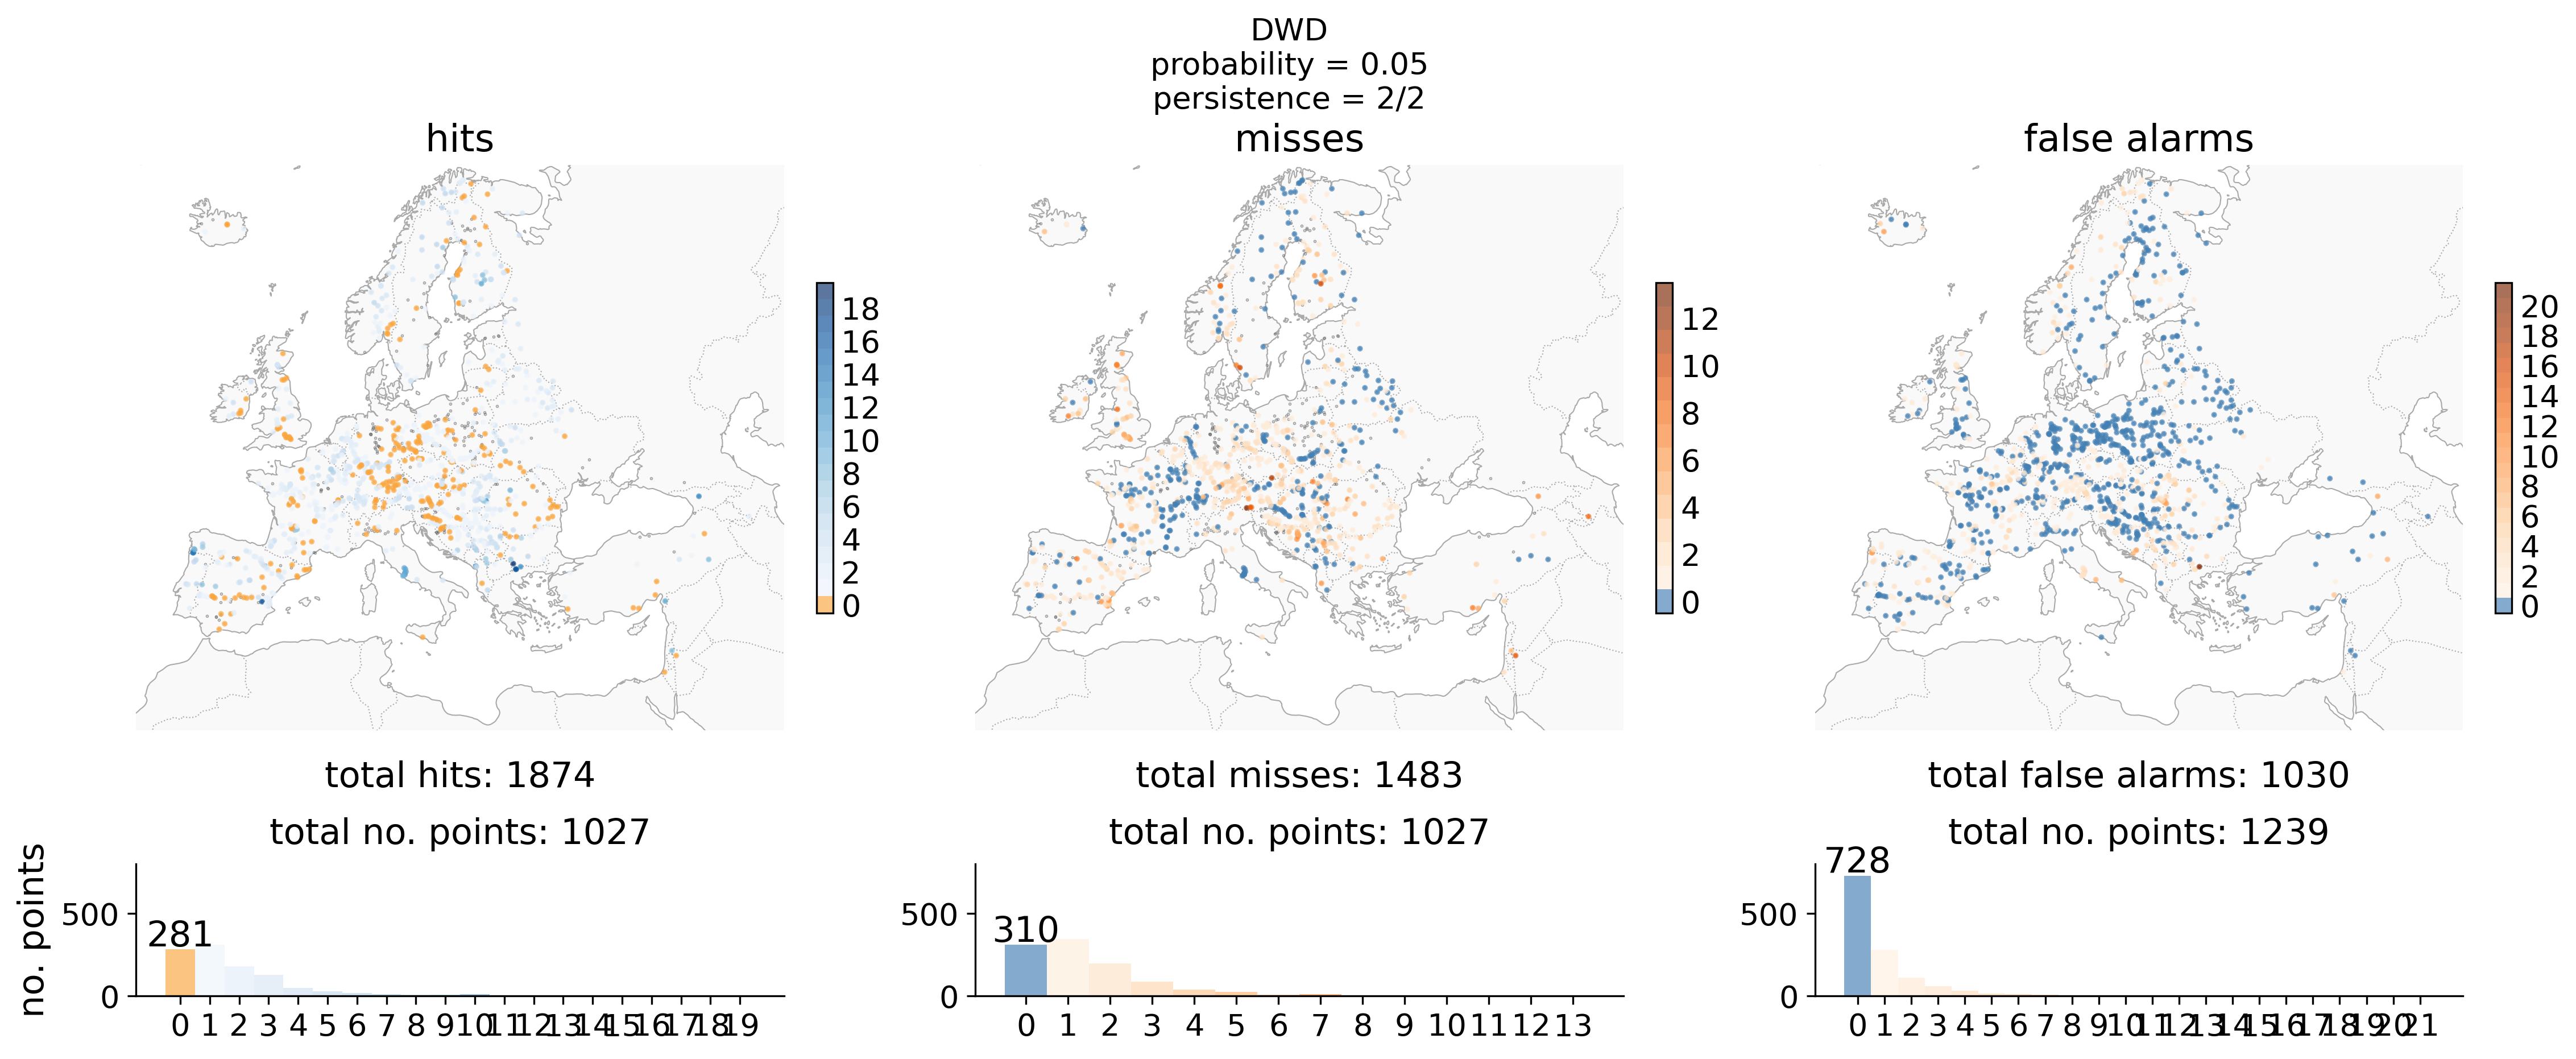 DWD
probability = 0.05
persistence = 2/2
hits
misses
false alarms
18
16
14
12
10
8
6
4
2
0
12
10
8
6
4
2
0
20
18
16
14
12
10
8
6
4
2
0
total hits: 1874
total misses: 1483
total false alarms: 1030
total no. points: 1027
total no. points: 1027
total no. points: 1239
no. points
500
0
281
0 1 2 3 4 5 6 7 8 9 10 11 12 13 14 15 16 17 18 19
500
0
310
0 1 2 3 4 5 6 7 8 9 10 11 12 13
500
0
728
0 1 2 3 4 5 6 7 8 9 10 11 12 13 14 15 16 17 18 19 20 21